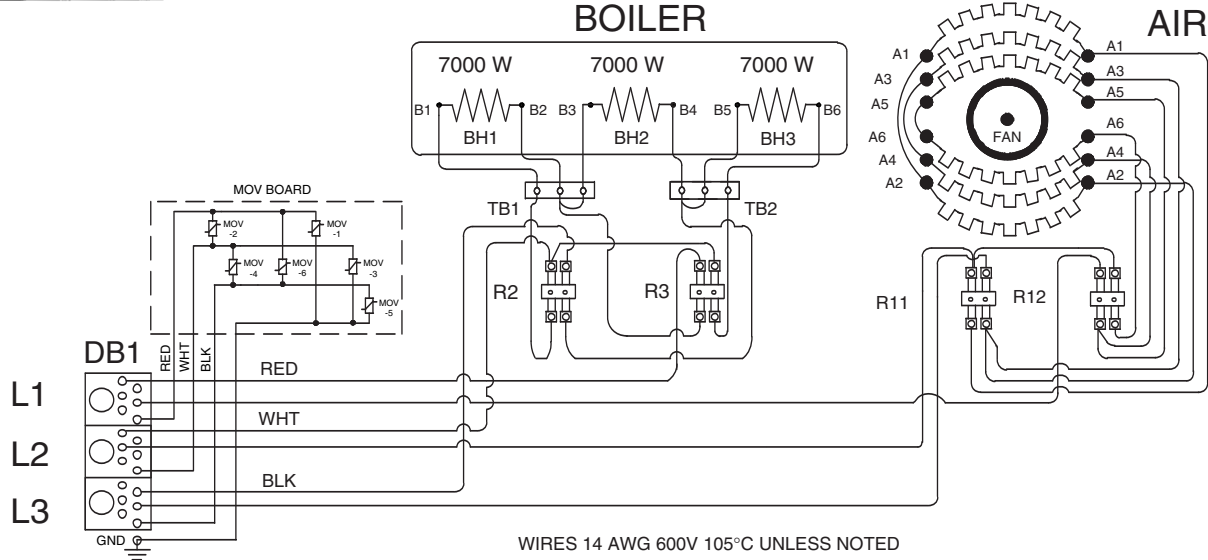 BOILER
AIR
7000 W 7000 W 7000 W
B1 B2 B3 B4 B5 B6
BH1 BH2 BH3
A1 A1
A3 A3
A5 A5
FAN
A6 A6
A4 A4
A2 A2
TB1 TB2
MOV BOARD
MOV
-2
MOV
-1
MOV
-4
MOV
-6
MOV
-3
MOV
-5
R2 R3 R11 R12
DB1
RED
WHT
BLK
L1
RED
L2
WHT
L3
BLK
GND
WIRES 14 AWG 600V 105°C UNLESS NOTED